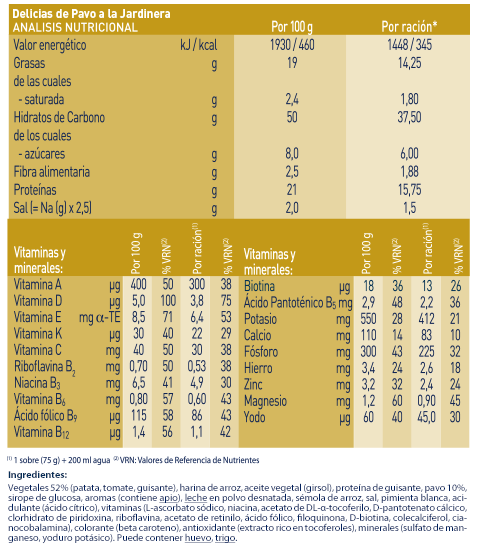 Delicias de Pavo a la Jardinera
ANALISIS NUTRICIONAL Por 100 g Por ración*
Valor energético kJ / kcal 1930 / 460 1448 / 345
Grasas g 19 14,25
de las cuales
- saturada g 2,4 1,80
Hidratos de Carbono g 50 37,50
de los cuales
- azúcares g 8,0 6,00
Fibra alimentaria g 2,5 1,88
Proteínas g 21 15,75
Sal (= Na (g) x 2,5) g 2,0 1,5
Vitaminas y minerales: Por 100 g % VRN(2) Por ración(1) % VRN(2)
Vitamina A µg 400 50 300 38
Vitamina D µg 5,0 100 3,8 75
Vitamina E mg α-TE 8,5 71 6,4 53
Vitamina K µg 30 40 22 29
Vitamina C mg 40 50 30 38
Riboflavina B2 mg 0,70 50 0,53 38
Niacina B3 mg 6,5 41 4,9 30
Vitamina B6 mg 0,80 57 0,60 43
Ácido fólico B9 µg 115 58 86 43
Vitamina B12 µg 1,4 56 1,1 42
Vitaminas y minerales: Por 100 g % VRN(2) Por ración(1) % VRN(2)
Biotina µg 18 36 13 26
Ácido Pantoténico B5 mg 2,9 48 2,2 36
Potasio mg 550 28 412 21
Calcio mg 110 14 83 10
Fósforo mg 300 43 225 32
Hierro mg 3,4 24 2,6 18
Zinc mg 3,2 32 2,4 24
Magnesio mg 1,2 60 0,90 45
Yodo µg 60 40 45,0 30
(1) 1 sobre (75 g) + 200 ml agua (2) VRN: Valores de Referencia de Nutrientes
Ingredientes:
Vegetales 52% (patata, tomate, guisante), harina de arroz, aceite vegetal (girsol), proteína de guisante, pavo 10%,
sirope de glucosa, aromas (contiene apio), leche en polvo desnatada, sémola de arroz, sal, pimienta blanca, aci-
dulante (ácido cítrico), vitaminas (L-ascorbato sódico, niacina, acetato de DL-α-tocoferilo, D-pantotenato cálcico,
clorhidrato de piridoxina, riboflavina, acetato de retinilo, ácido fólico, filoquinona, D-biotina, colecalciferol, cia-
nocobalamina), colorante (beta caroteno), antioxidante (extracto rico en tocoferoles), minerales (sulfato de man-
ganeso, yoduro potásico). Puede contener huevo, trigo.